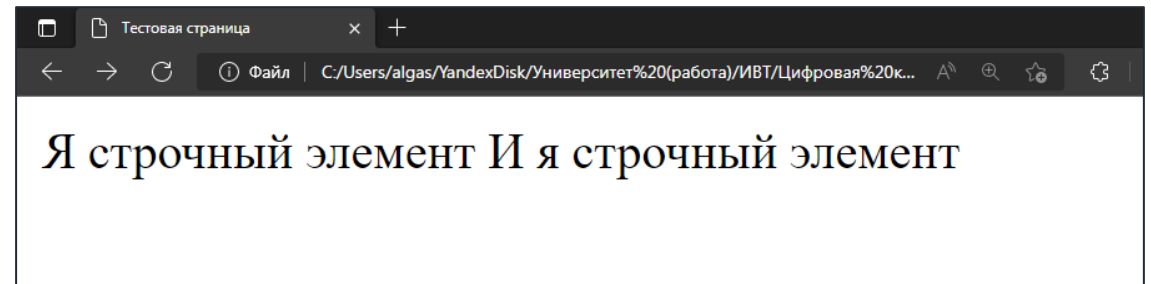 Тестовая страница
Файл | C:/Users/algas/YandexDisk/Университет%20(работа)/ИВТ/Цифровая%20к...
Я строчный элемент И я строчный элемент